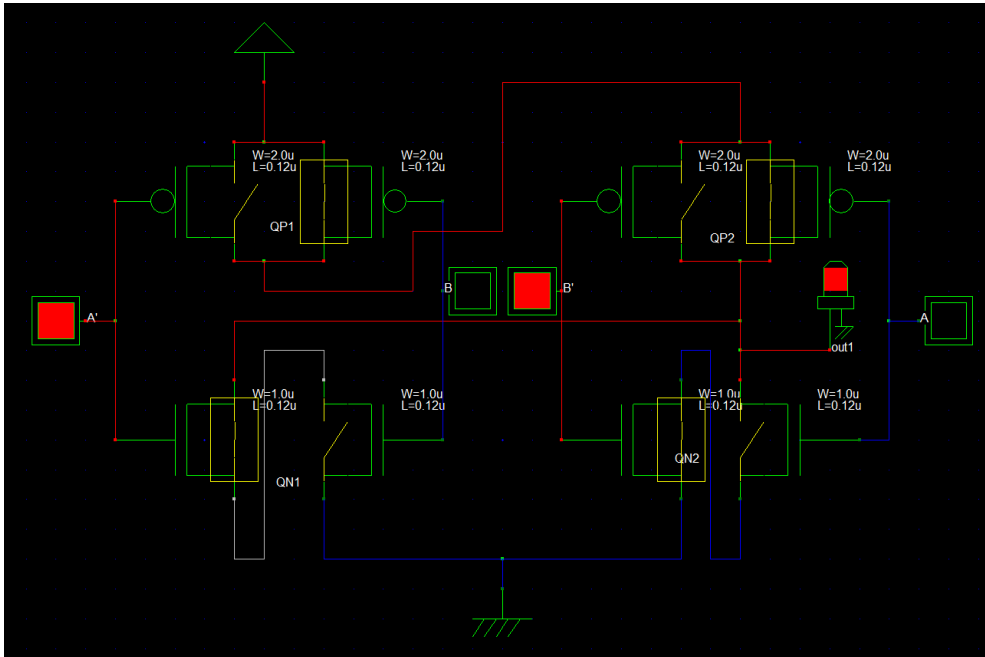 W=2.0u
L=0.12u
W=2.0u
L=0.12u
W=2.0u
L=0.12u
W=2.0u
L=0.12u
QP1
QP2
B
B'
A'
A
out1
W=1.0u
L=0.12u
W=1.0u
L=0.12u
W=1.0u
L=0.12u
W=1.0u
L=0.12u
QN1
QN2